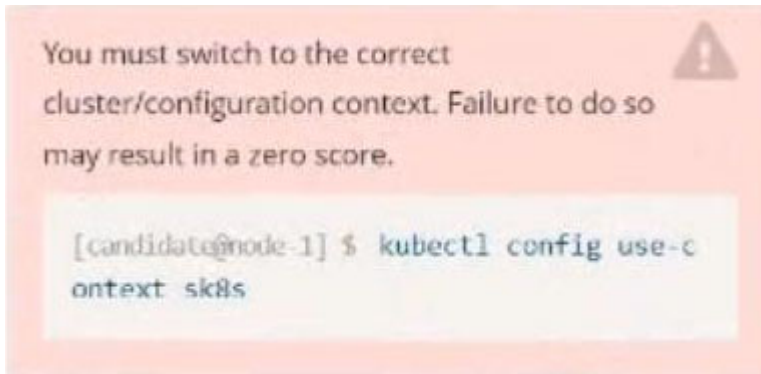 You must switch to the correct
cluster/configuration context. Failure to do so
may result in a zero score.
[candidate@node-1] $ kubectl config use-c
ontext sk8s